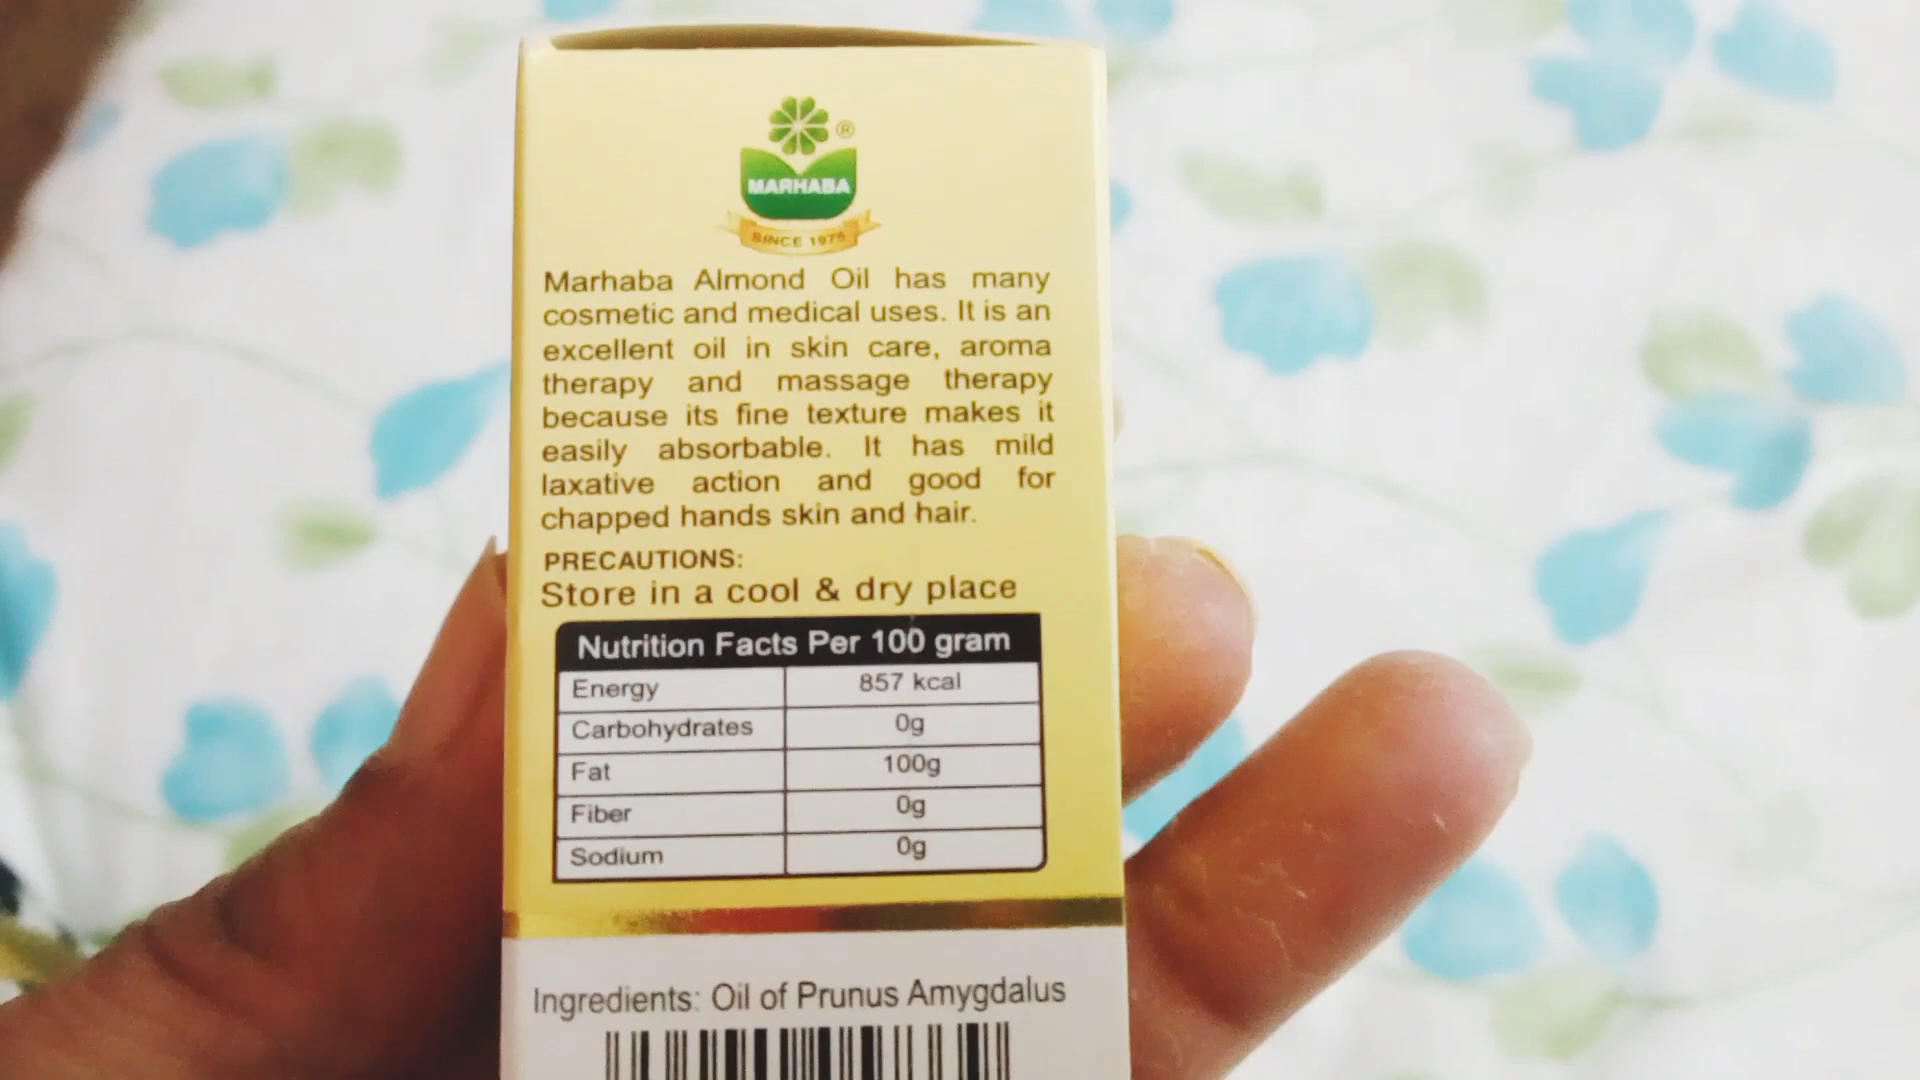 ®
MARHABA
SINCE 1978
Marhaba Almond Oil has many
cosmetic and medical uses. It is an
excellent oil in skin care, aroma
therapy and massage therapy
because its fine texture makes it
easily absorbable. It has mild
laxative action and good for
chapped hands skin and hair.
PRECAUTIONS:
Store in a cool & dry place
Nutrition Facts Per 100 gram
Energy 857 kcal
Carbohydrates 0g
Fat 100g
Fiber 0g
Sodium 0g
Ingredients: Oil of Prunus Amygdalus